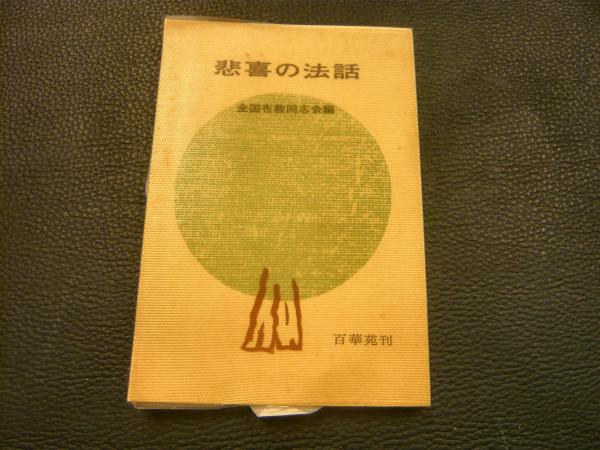 悲喜の法話
全国布教同志会編
百華苑刊